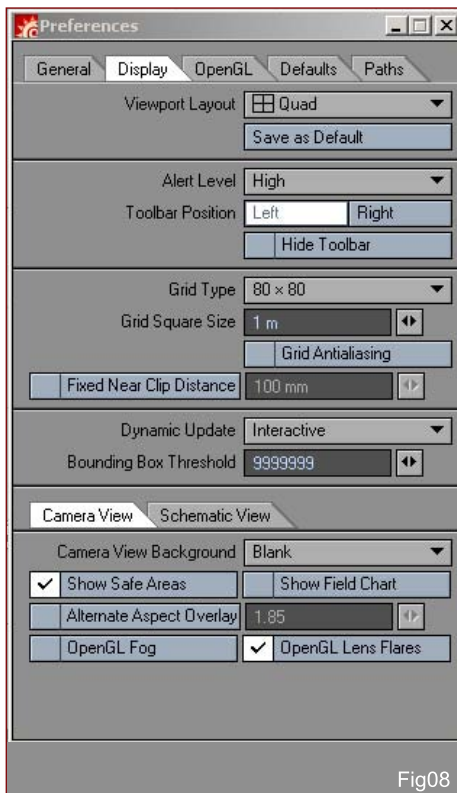 Preferences
General Display OpenGL Defaults Paths
Viewport Layout Quad
Save as Default
Alert Level High
Toolbar Position Left Right
Hide Toolbar
Grid Type 80 × 80
Grid Square Size 1 m
Grid Antialiasing
Fixed Near Clip Distance 100 mm
Dynamic Update Interactive
Bounding Box Threshold 9999999
Camera View Schematic View
Camera View Background Blank
Show Safe Areas Show Field Chart
Alternate Aspect Overlay 1.85
OpenGL Fog OpenGL Lens Flares
Fig08